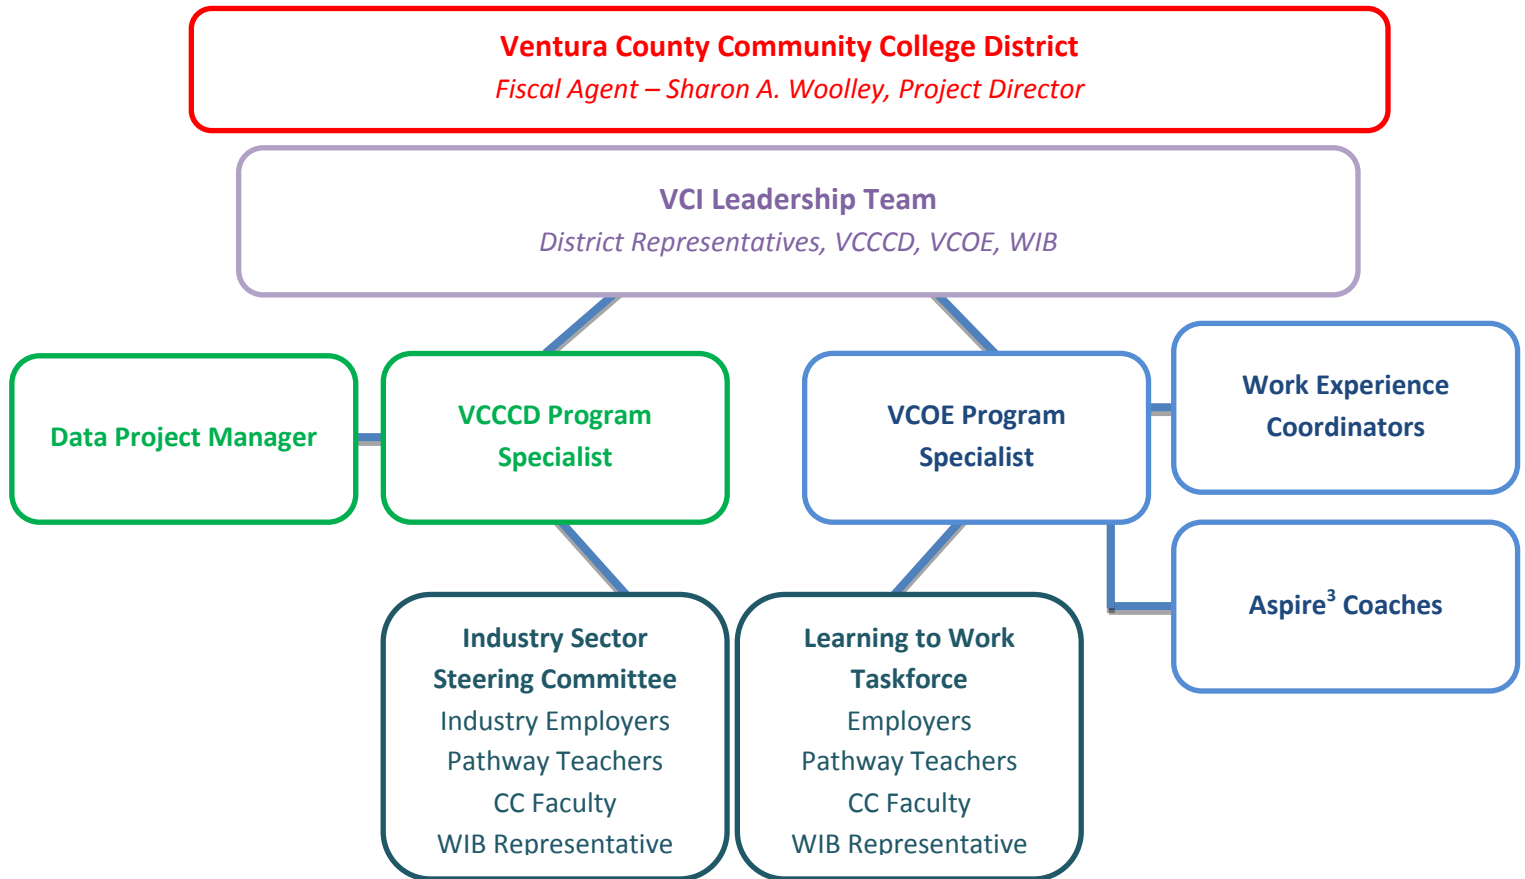 Ventura County Community College District
Fiscal Agent – Sharon A. Woolley, Project Director
VCI Leadership Team
District Representatives, VCCCD, VCOE, WIB
Data Project Manager
VCCCD Program
Specialist
VCOE Program
Specialist
Work Experience
Coordinators
Aspire³ Coaches
Industry Sector
Steering Committee
Industry Employers
Pathway Teachers
CC Faculty
WIB Representative
Learning to Work
Taskforce
Employers
Pathway Teachers
CC Faculty
WIB Representative